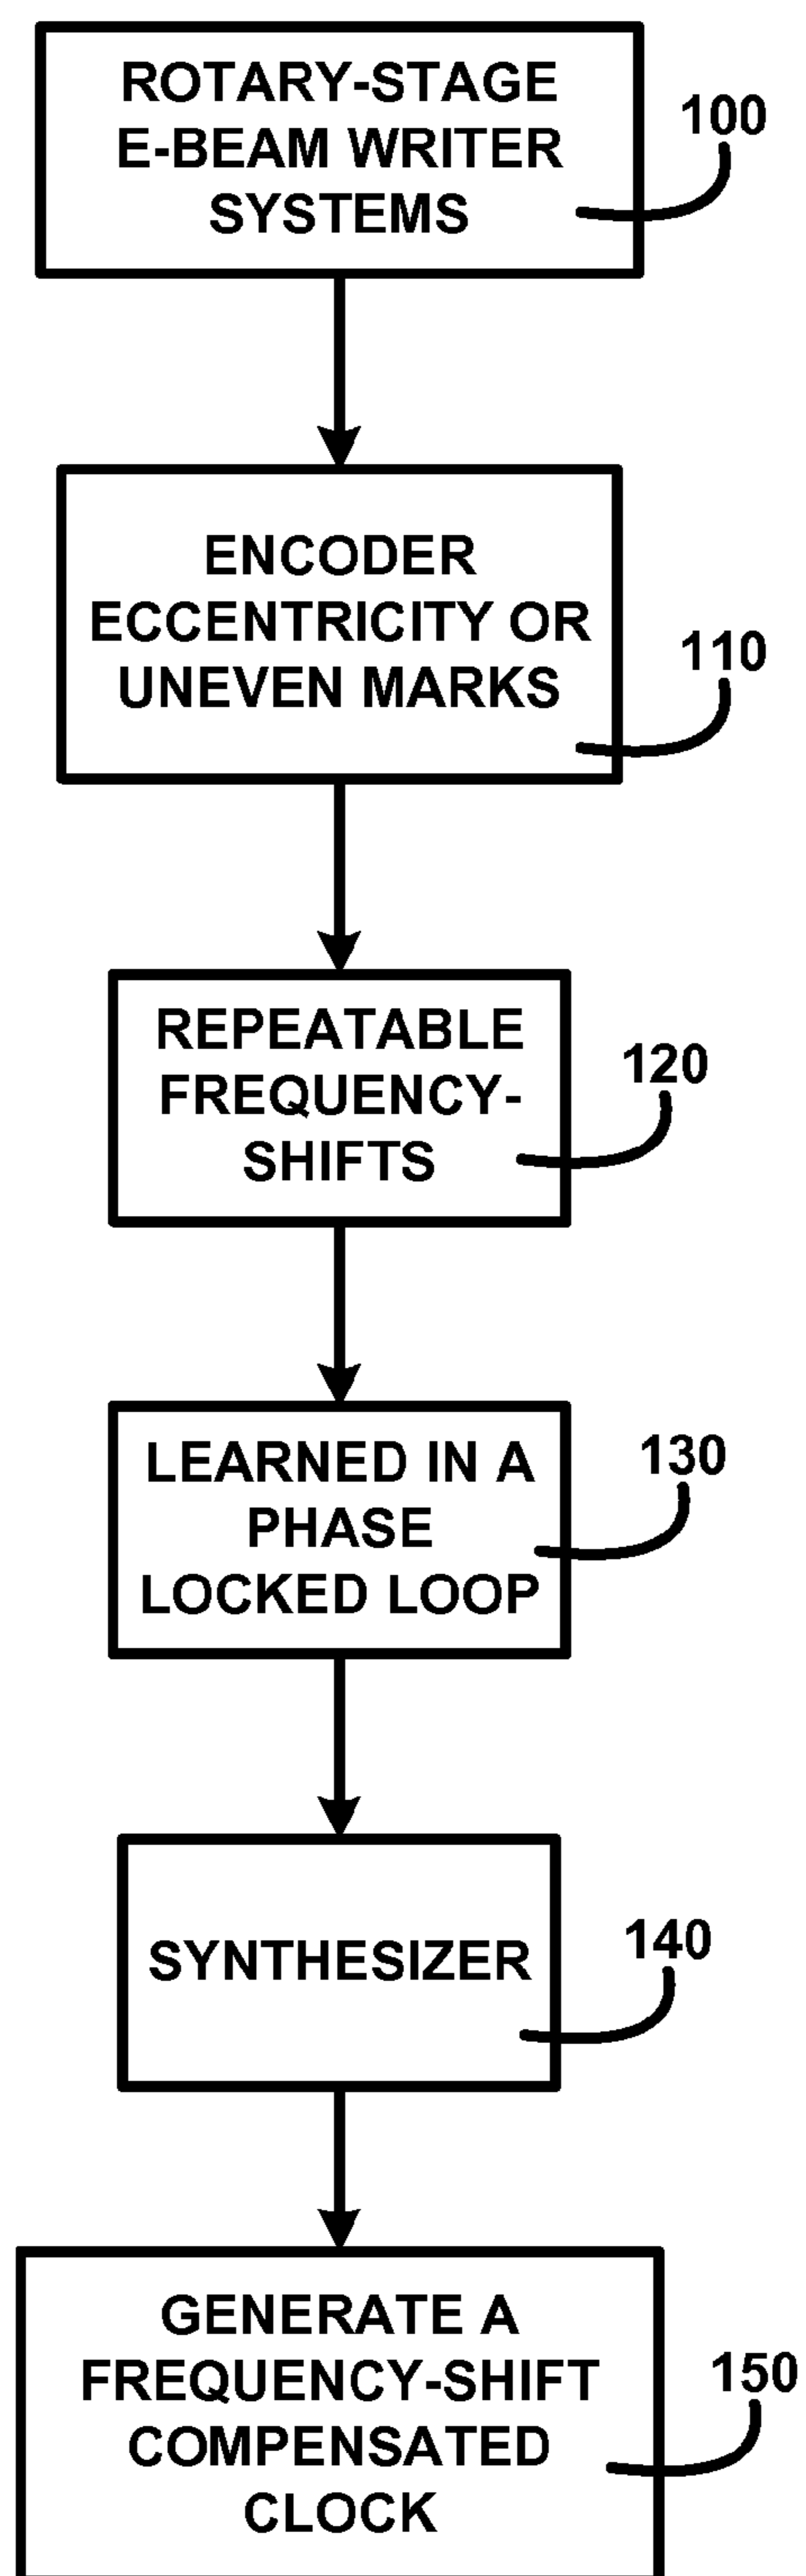 ROTARY-STAGE
E-BEAM WRITER
SYSTEMS
100
ENCODER
ECCENTRICITY OR
UNEVEN MARKS
110
REPEATABLE
FREQUENCY-
SHIFTS
120
LEARNED IN A
PHASE
LOCKED LOOP
130
SYNTHESIZER
140
GENERATE A
FREQUENCY-SHIFT
COMPENSATED
CLOCK
150